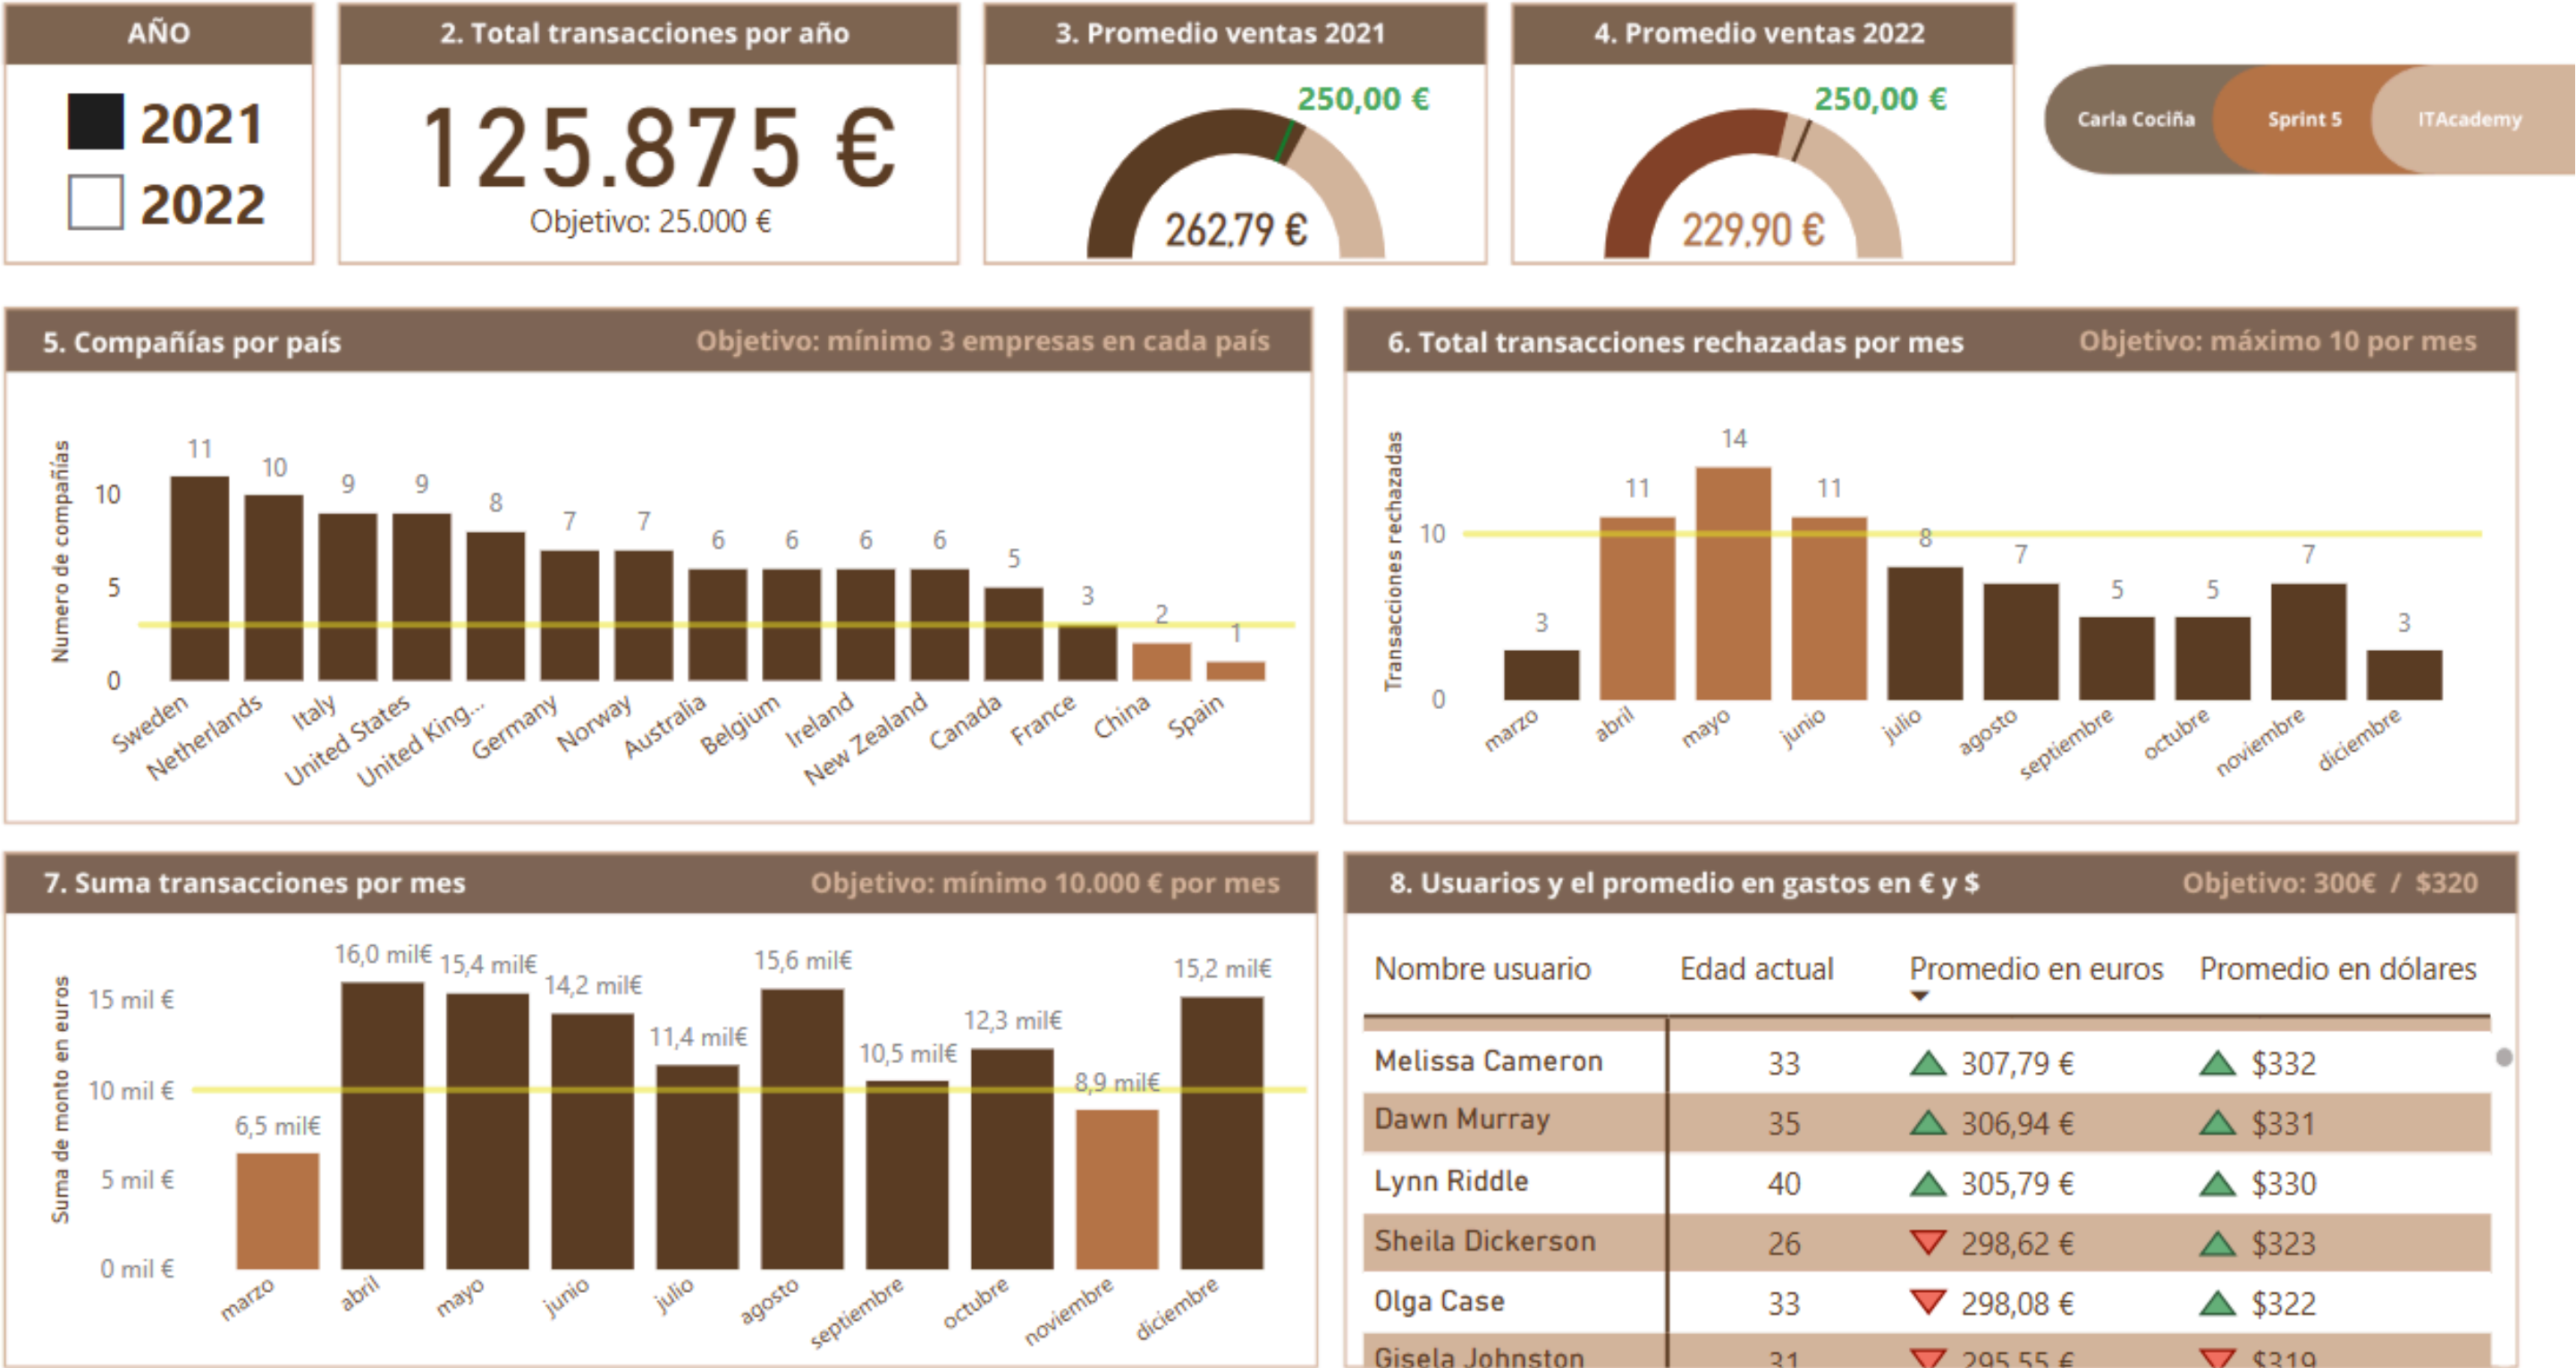 AÑO
2021
2022
2. Total transacciones por año
125.875 €
Objetivo: 25.000 €
3. Promedio ventas 2021
250,00 €
262,79 €
4. Promedio ventas 2022
250,00 €
229,90 €
Carla Cociña
Sprint 5
ITAcademy
5. Compañías por país
Objetivo: mínimo 3 empresas en cada país
Numero de compañías
10
5
0
11
10
9
9
8
7
7
6
6
6
6
5
3
2
1
Sweden
Netherlands
Italy
United States
United King...
Germany
Norway
Australia
Belgium
Ireland
New Zealand
Canada
France
China
Spain
6. Total transacciones rechazadas por mes
Objetivo: máximo 10 por mes
Transacciones rechazadas
10
0
3
11
14
11
8
7
5
5
7
3
marzo
abril
mayo
junio
julio
agosto
septiembre
octubre
noviembre
diciembre
7. Suma transacciones por mes
Objetivo: mínimo 10.000 € por mes
Suma de monto en euros
15 mil €
10 mil €
5 mil €
0 mil €
6,5 mil€
16,0 mil€
15,4 mil€
14,2 mil€
11,4 mil€
15,6 mil€
10,5 mil€
12,3 mil€
8,9 mil€
15,2 mil€
marzo
abril
mayo
junio
julio
agosto
septiembre
octubre
noviembre
diciembre
8. Usuarios y el promedio en gastos en € y $
Objetivo: 300€ / $320
Nombre usuario Edad actual Promedio en euros Promedio en dólares
Melissa Cameron 33 307,79 € $332
Dawn Murray 35 306,94 € $331
Lynn Riddle 40 305,79 € $330
Sheila Dickerson 26 298,62 € $323
Olga Case 33 298,08 € $322
Gisela Johnston 31 295,55 € $319